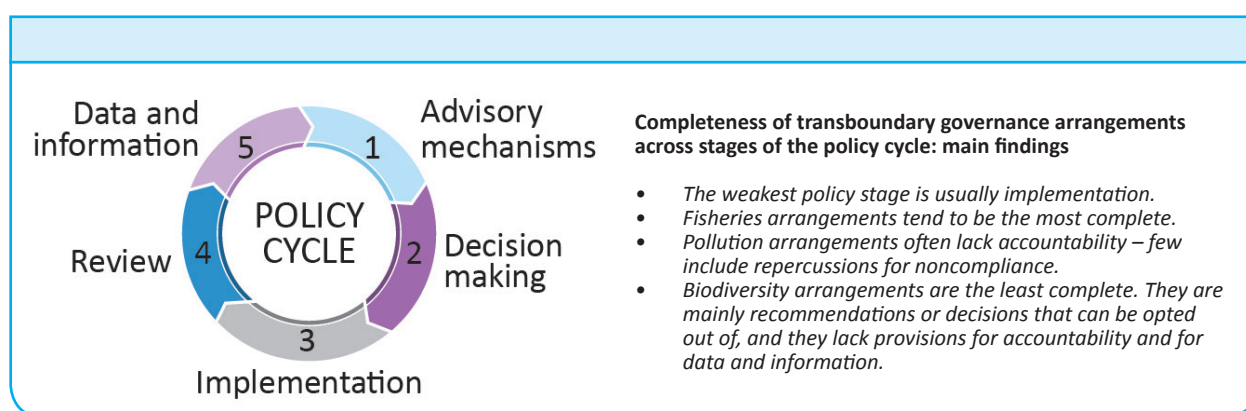 Data and
information
5
1
Advisory
mechanisms
POLICY
CYCLE
Review
4
2
Decision
making
3
Implementation
Completeness of transboundary governance arrangements
across stages of the policy cycle: main findings
• The weakest policy stage is usually implementation.
• Fisheries arrangements tend to be the most complete.
• Pollution arrangements often lack accountability – few
include repercussions for noncompliance.
• Biodiversity arrangements are the least complete. They are
mainly recommendations or decisions that can be opted
out of, and they lack provisions for accountability and for
data and information.